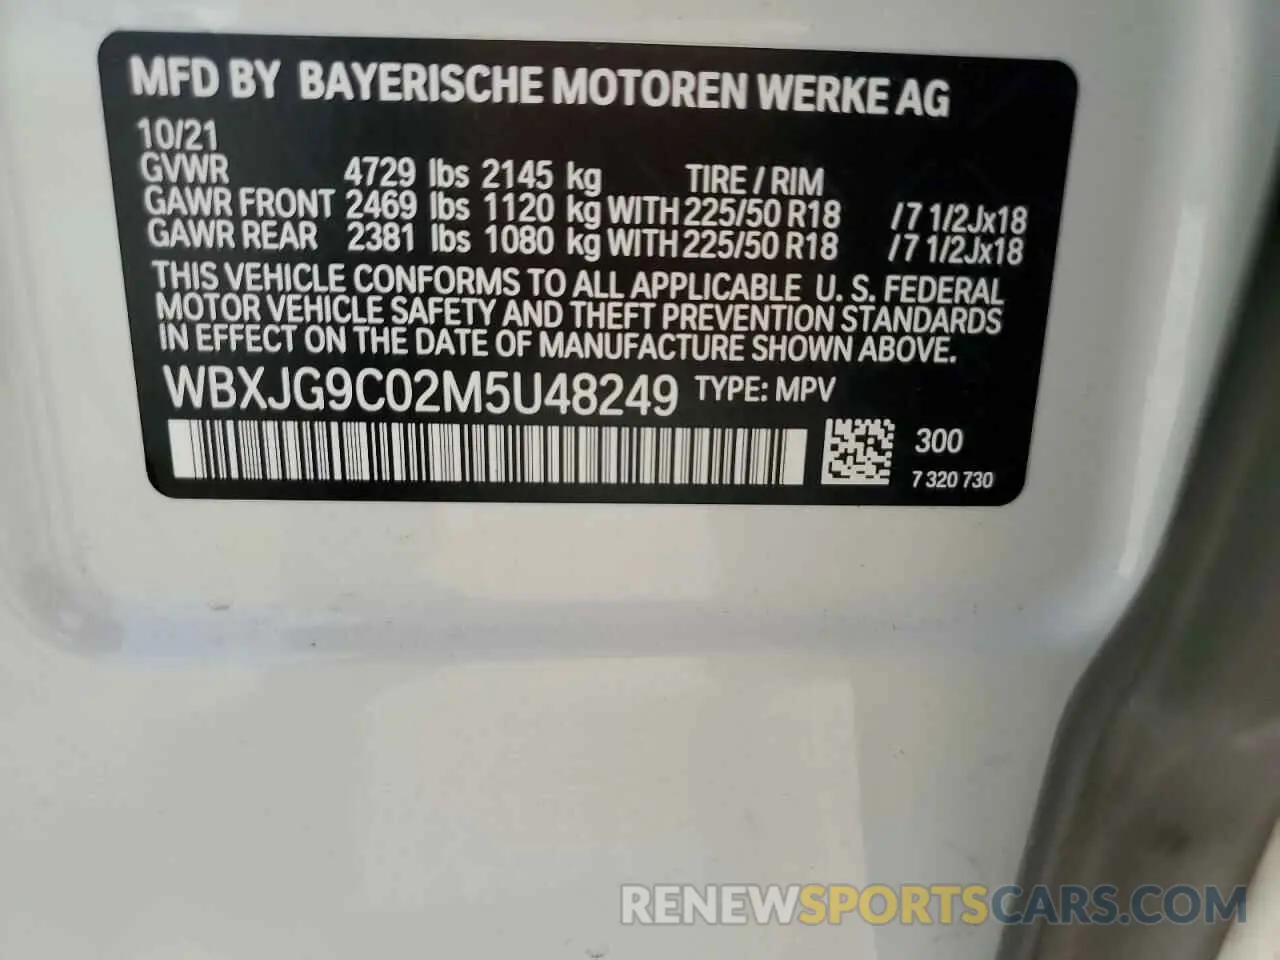 MFD BY BAYERISCHE MOTOREN WERKE AG
10/21
GVWR 4729 lbs 2145 kg TIRE / RIM
GAWR FRONT 2469 lbs 1120 kg WITH 225/50 R18 /7 1/2Jx18
GAWR REAR 2381 lbs 1080 kg WITH 225/50 R18 /7 1/2Jx18
THIS VEHICLE CONFORMS TO ALL APPLICABLE U. S. FEDERAL
MOTOR VEHICLE SAFETY AND THEFT PREVENTION STANDARDS
IN EFFECT ON THE DATE OF MANUFACTURE SHOWN ABOVE.
WBXJG9C02M5U48249 TYPE: MPV
300
7 320 730
RENEWSPORTSCARS.COM